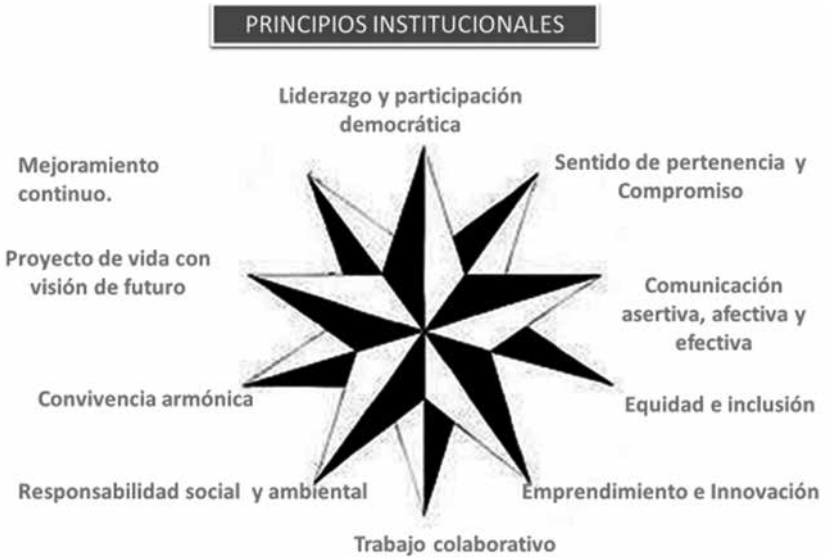 PRINCIPIOS INSTITUCIONALES
Liderazgo y participación
democrática
Mejoramiento
continuo.
Sentido de pertenencia y
Compromiso
Proyecto de vida con
visión de futuro
Comunicación
asertiva, afectiva y
efectiva
Convivencia armónica
Equidad e inclusión
Responsabilidad social y ambiental
Emprendimiento e Innovación
Trabajo colaborativo